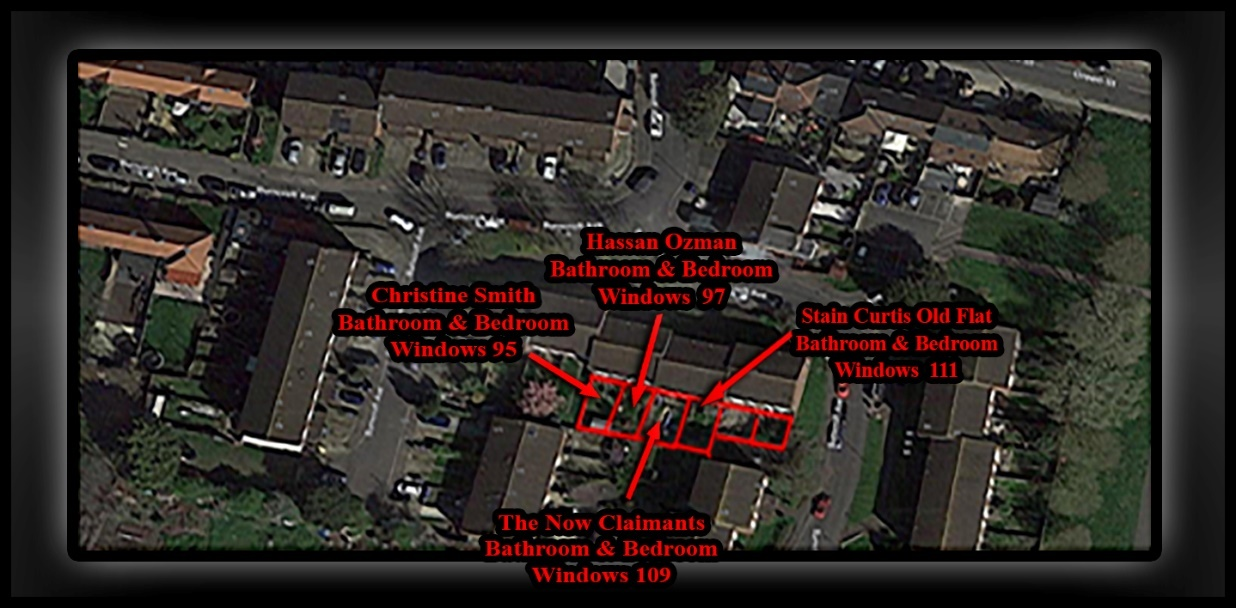 Hassan Ozman
Bathroom & Bedroom
Windows 97
Christine Smith
Bathroom & Bedroom
Windows 95
Stain Curtis Old Flat
Bathroom & Bedroom
Windows 111
The Now Claimants
Bathroom & Bedroom
Windows 109